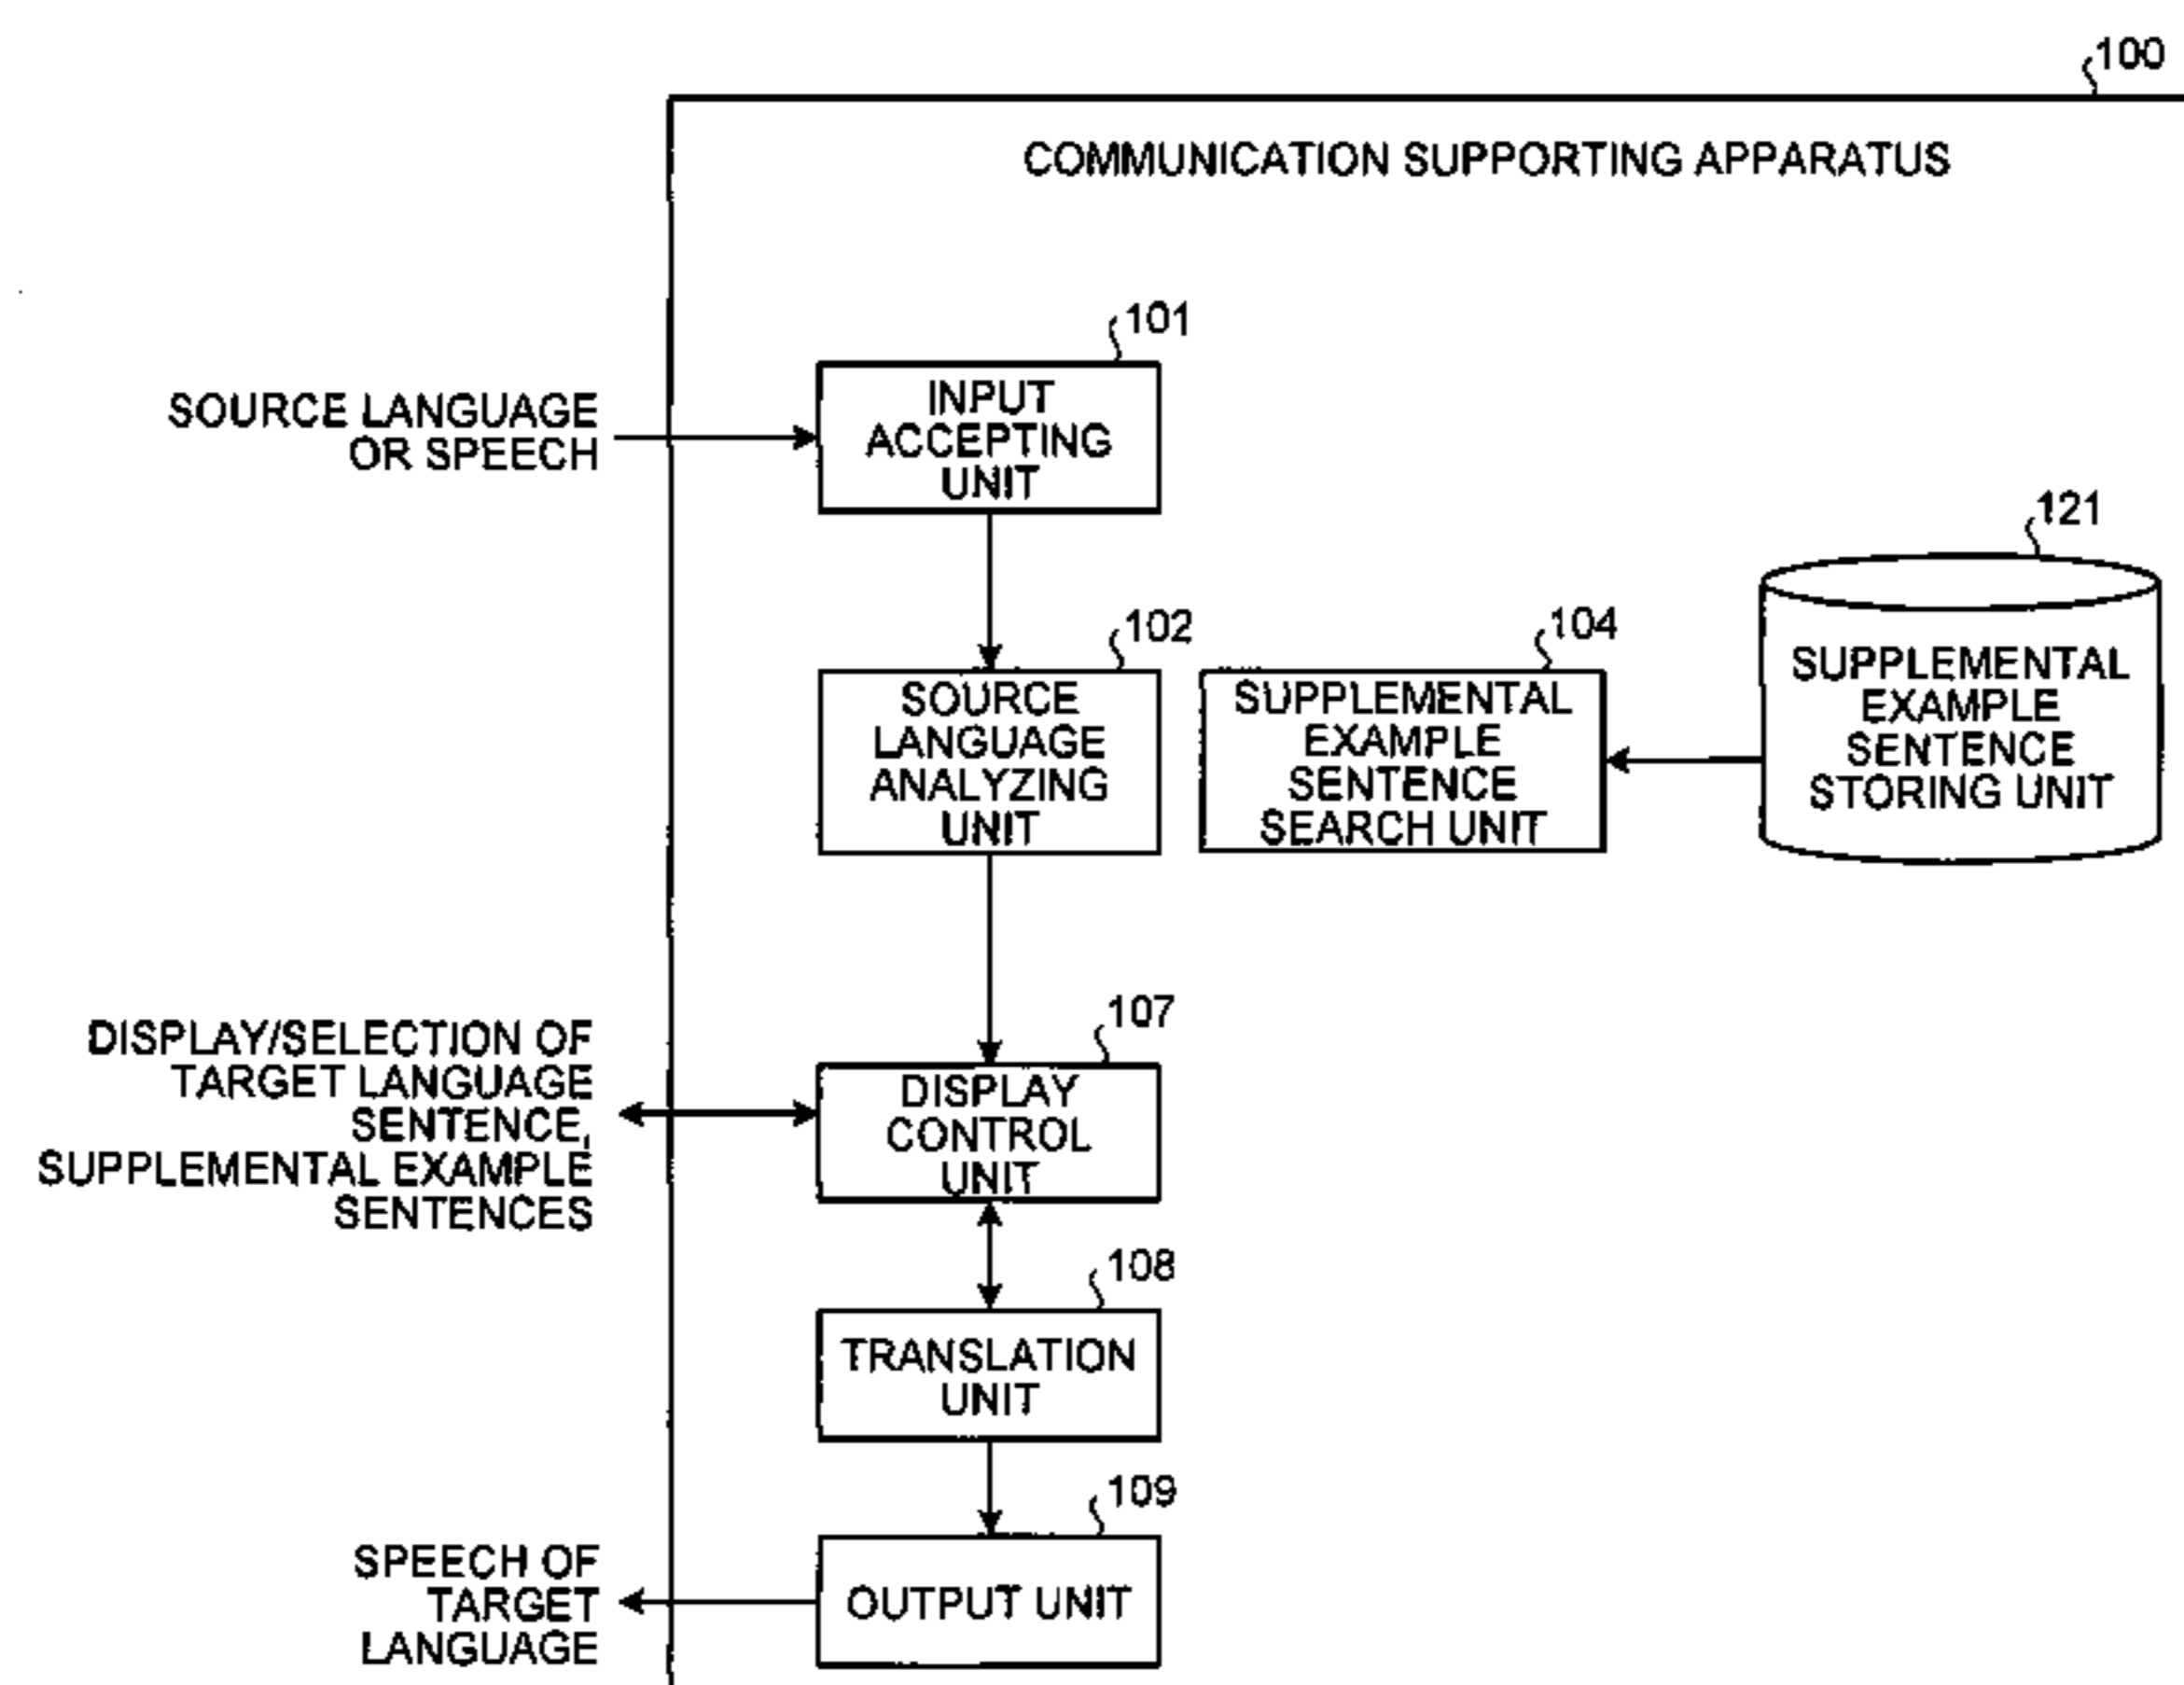 100
COMMUNICATION SUPPORTING APPARATUS
101
SOURCE LANGUAGE
OR SPEECH
INPUT
ACCEPTING
UNIT
121
102
104
SOURCE
LANGUAGE
ANALYZING
UNIT
SUPPLEMENTAL
EXAMPLE
SENTENCE
SEARCH UNIT
SUPPLEMENTAL
EXAMPLE
SENTENCE
STORING UNIT
107
DISPLAY/SELECTION OF
TARGET LANGUAGE
SENTENCE,
SUPPLEMENTAL EXAMPLE
SENTENCES
DISPLAY
CONTROL
UNIT
108
TRANSLATION
UNIT
109
SPEECH OF
TARGET
LANGUAGE
OUTPUT UNIT